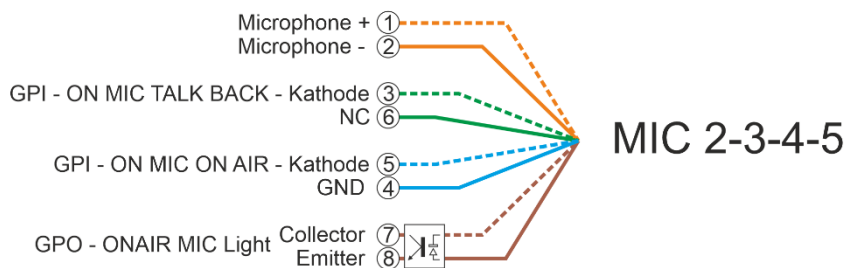 Microphone + 1
Microphone - 2
GPI - ON MIC TALK BACK - Kathode 3
NC 6
MIC 2-3-4-5
GPI - ON MIC ON AIR - Kathode 5
GND 4
GPO - ONAIR MIC Light Collector 7
Emitter 8